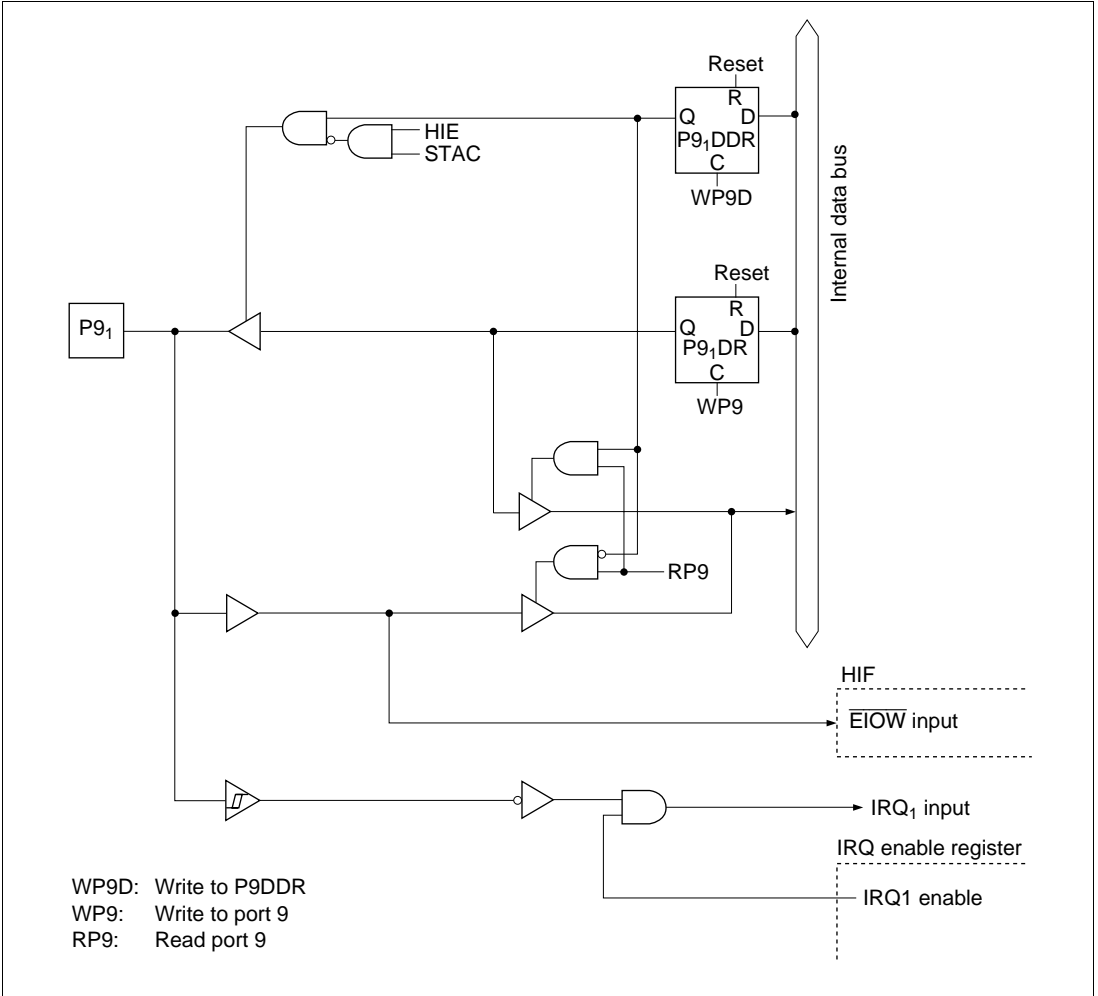 Reset
R
Q
D
P9₁DDR
C
WP9D
HIE
STAC
Internal data bus
Reset
R
Q
D
P9₁DR
C
WP9
P9₁
RP9
HIF
E̅I̅O̅W̅ input
IRQ₁ input
IRQ enable register
IRQ1 enable
WP9D: Write to P9DDR
WP9: Write to port 9
RP9: Read port 9